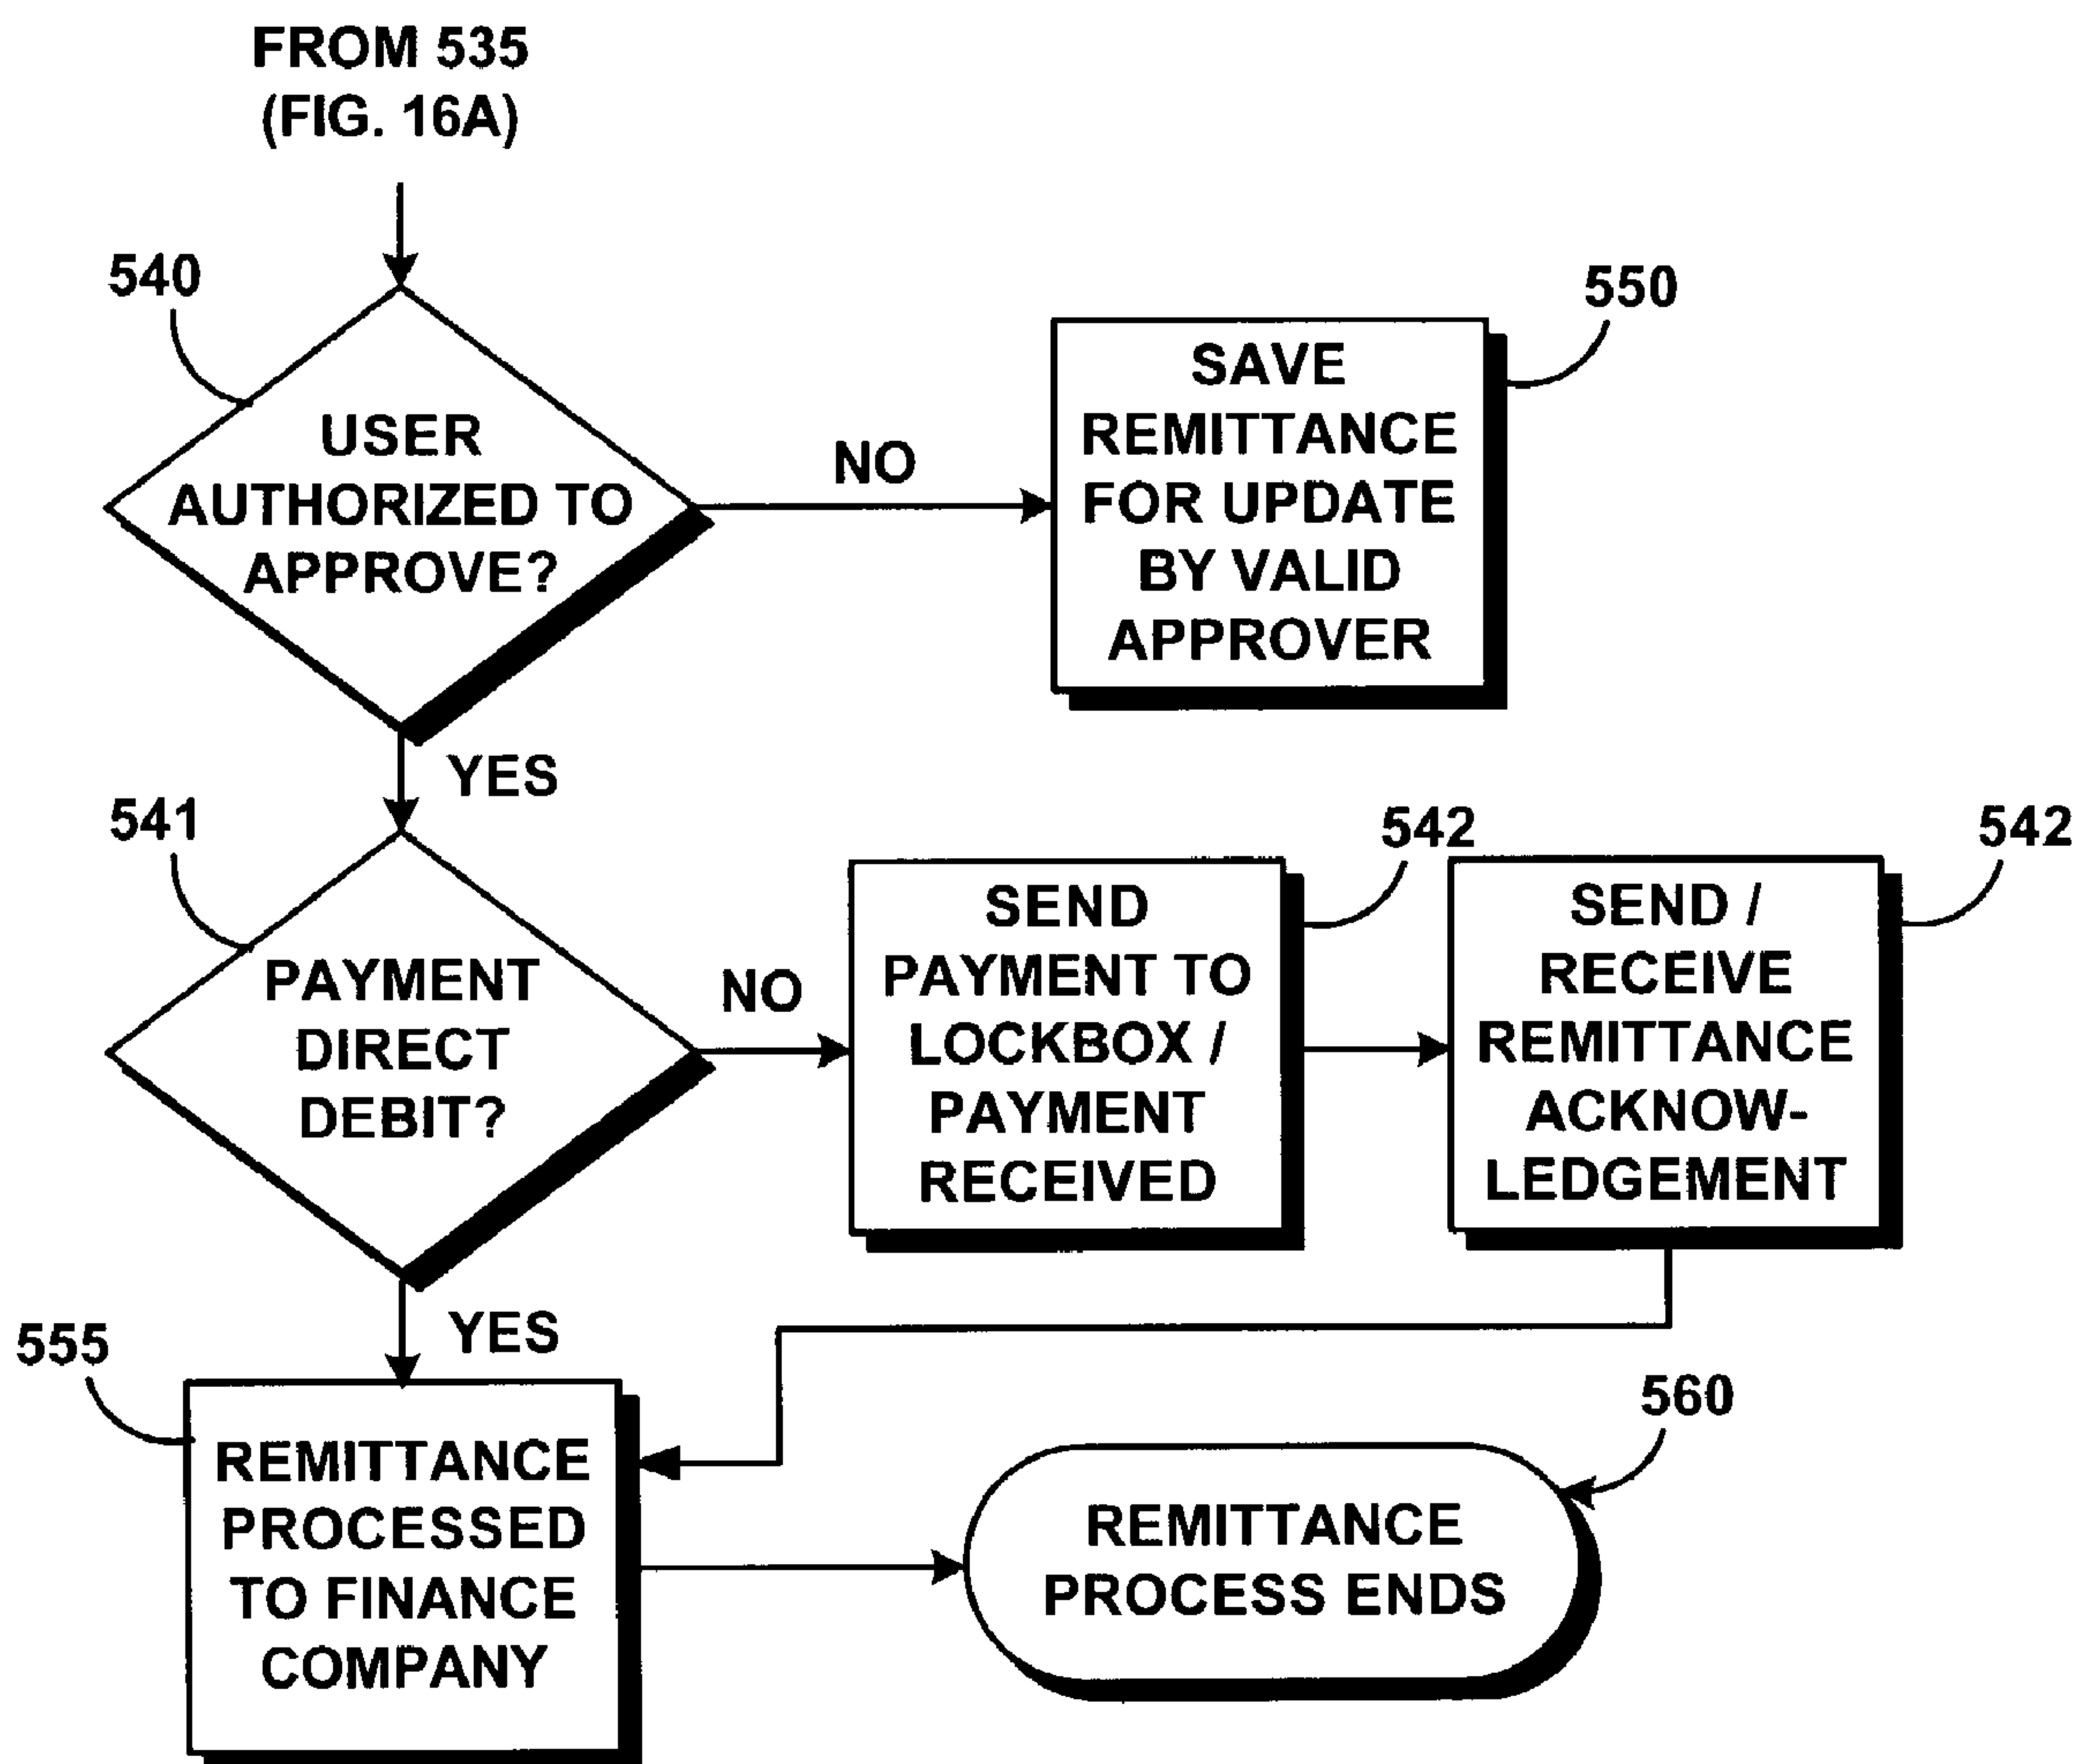 FROM 535
(FIG. 16A)
540
USER
AUTHORIZED TO
APPROVE?
NO
550
SAVE
REMITTANCE
FOR UPDATE
BY VALID
APPROVER
YES
541
PAYMENT
DIRECT
DEBIT?
NO
542
SEND
PAYMENT TO
LOCKBOX /
PAYMENT
RECEIVED
542
SEND /
RECEIVE
REMITTANCE
ACKNOW-
LEDGEMENT
YES
555
REMITTANCE
PROCESSED
TO FINANCE
COMPANY
560
REMITTANCE
PROCESS ENDS